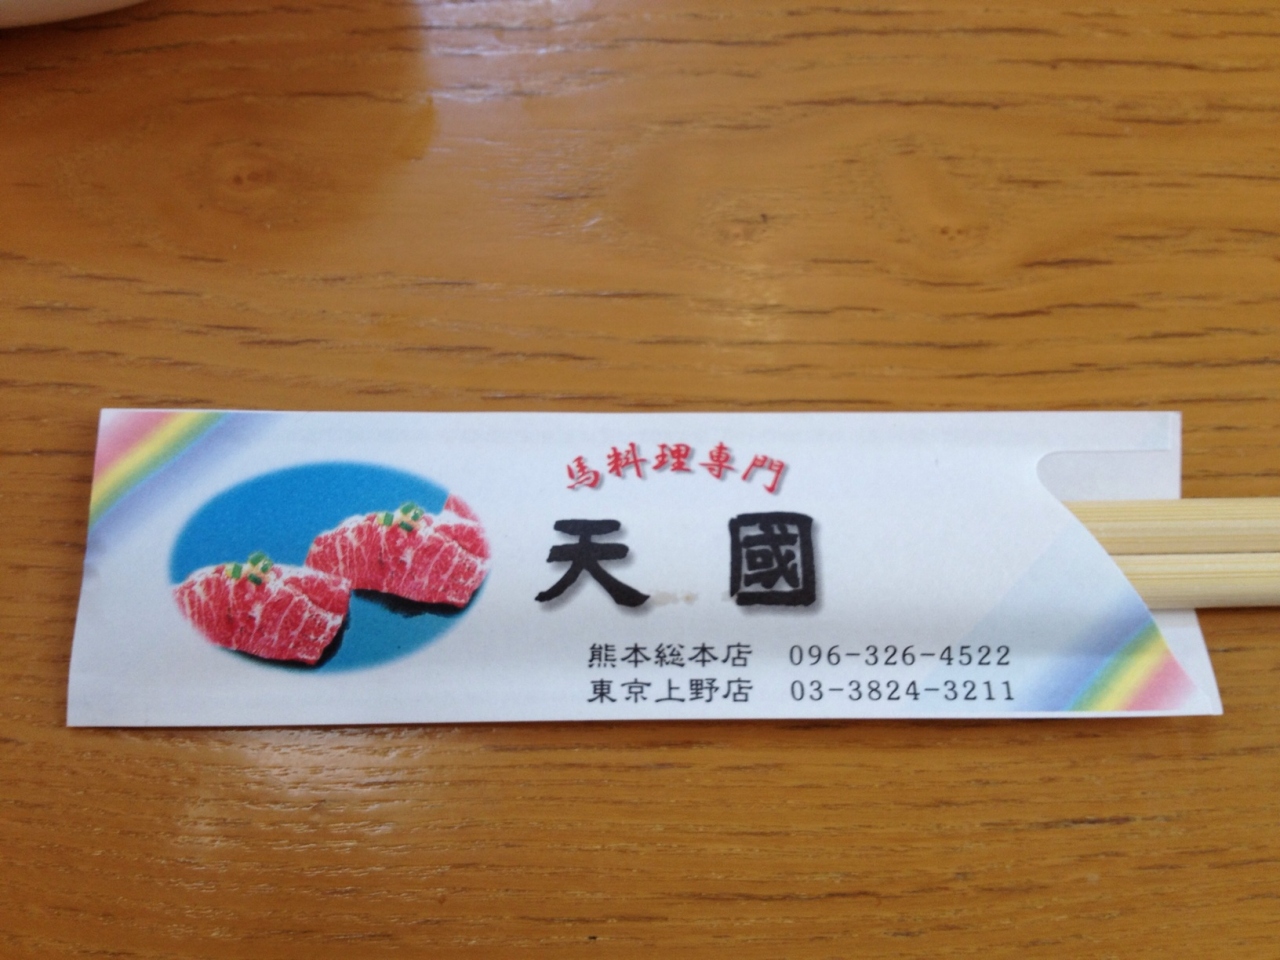 馬料理専門
天國
熊本総本店 096-326-4522
東京上野店 03-3824-3211